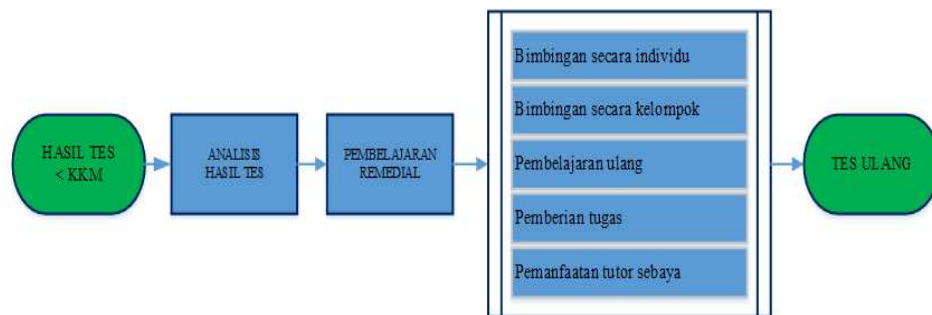 HASIL TES
< KKM
ANALISIS
HASIL TES
PEMBELAJARAN
REMEDIAL
Bimbingan secara individu
Bimbingan secara kelompok
Pembelajaran ulang
Pemberian tugas
Pemanfaatan tutor sebaya
TES ULANG